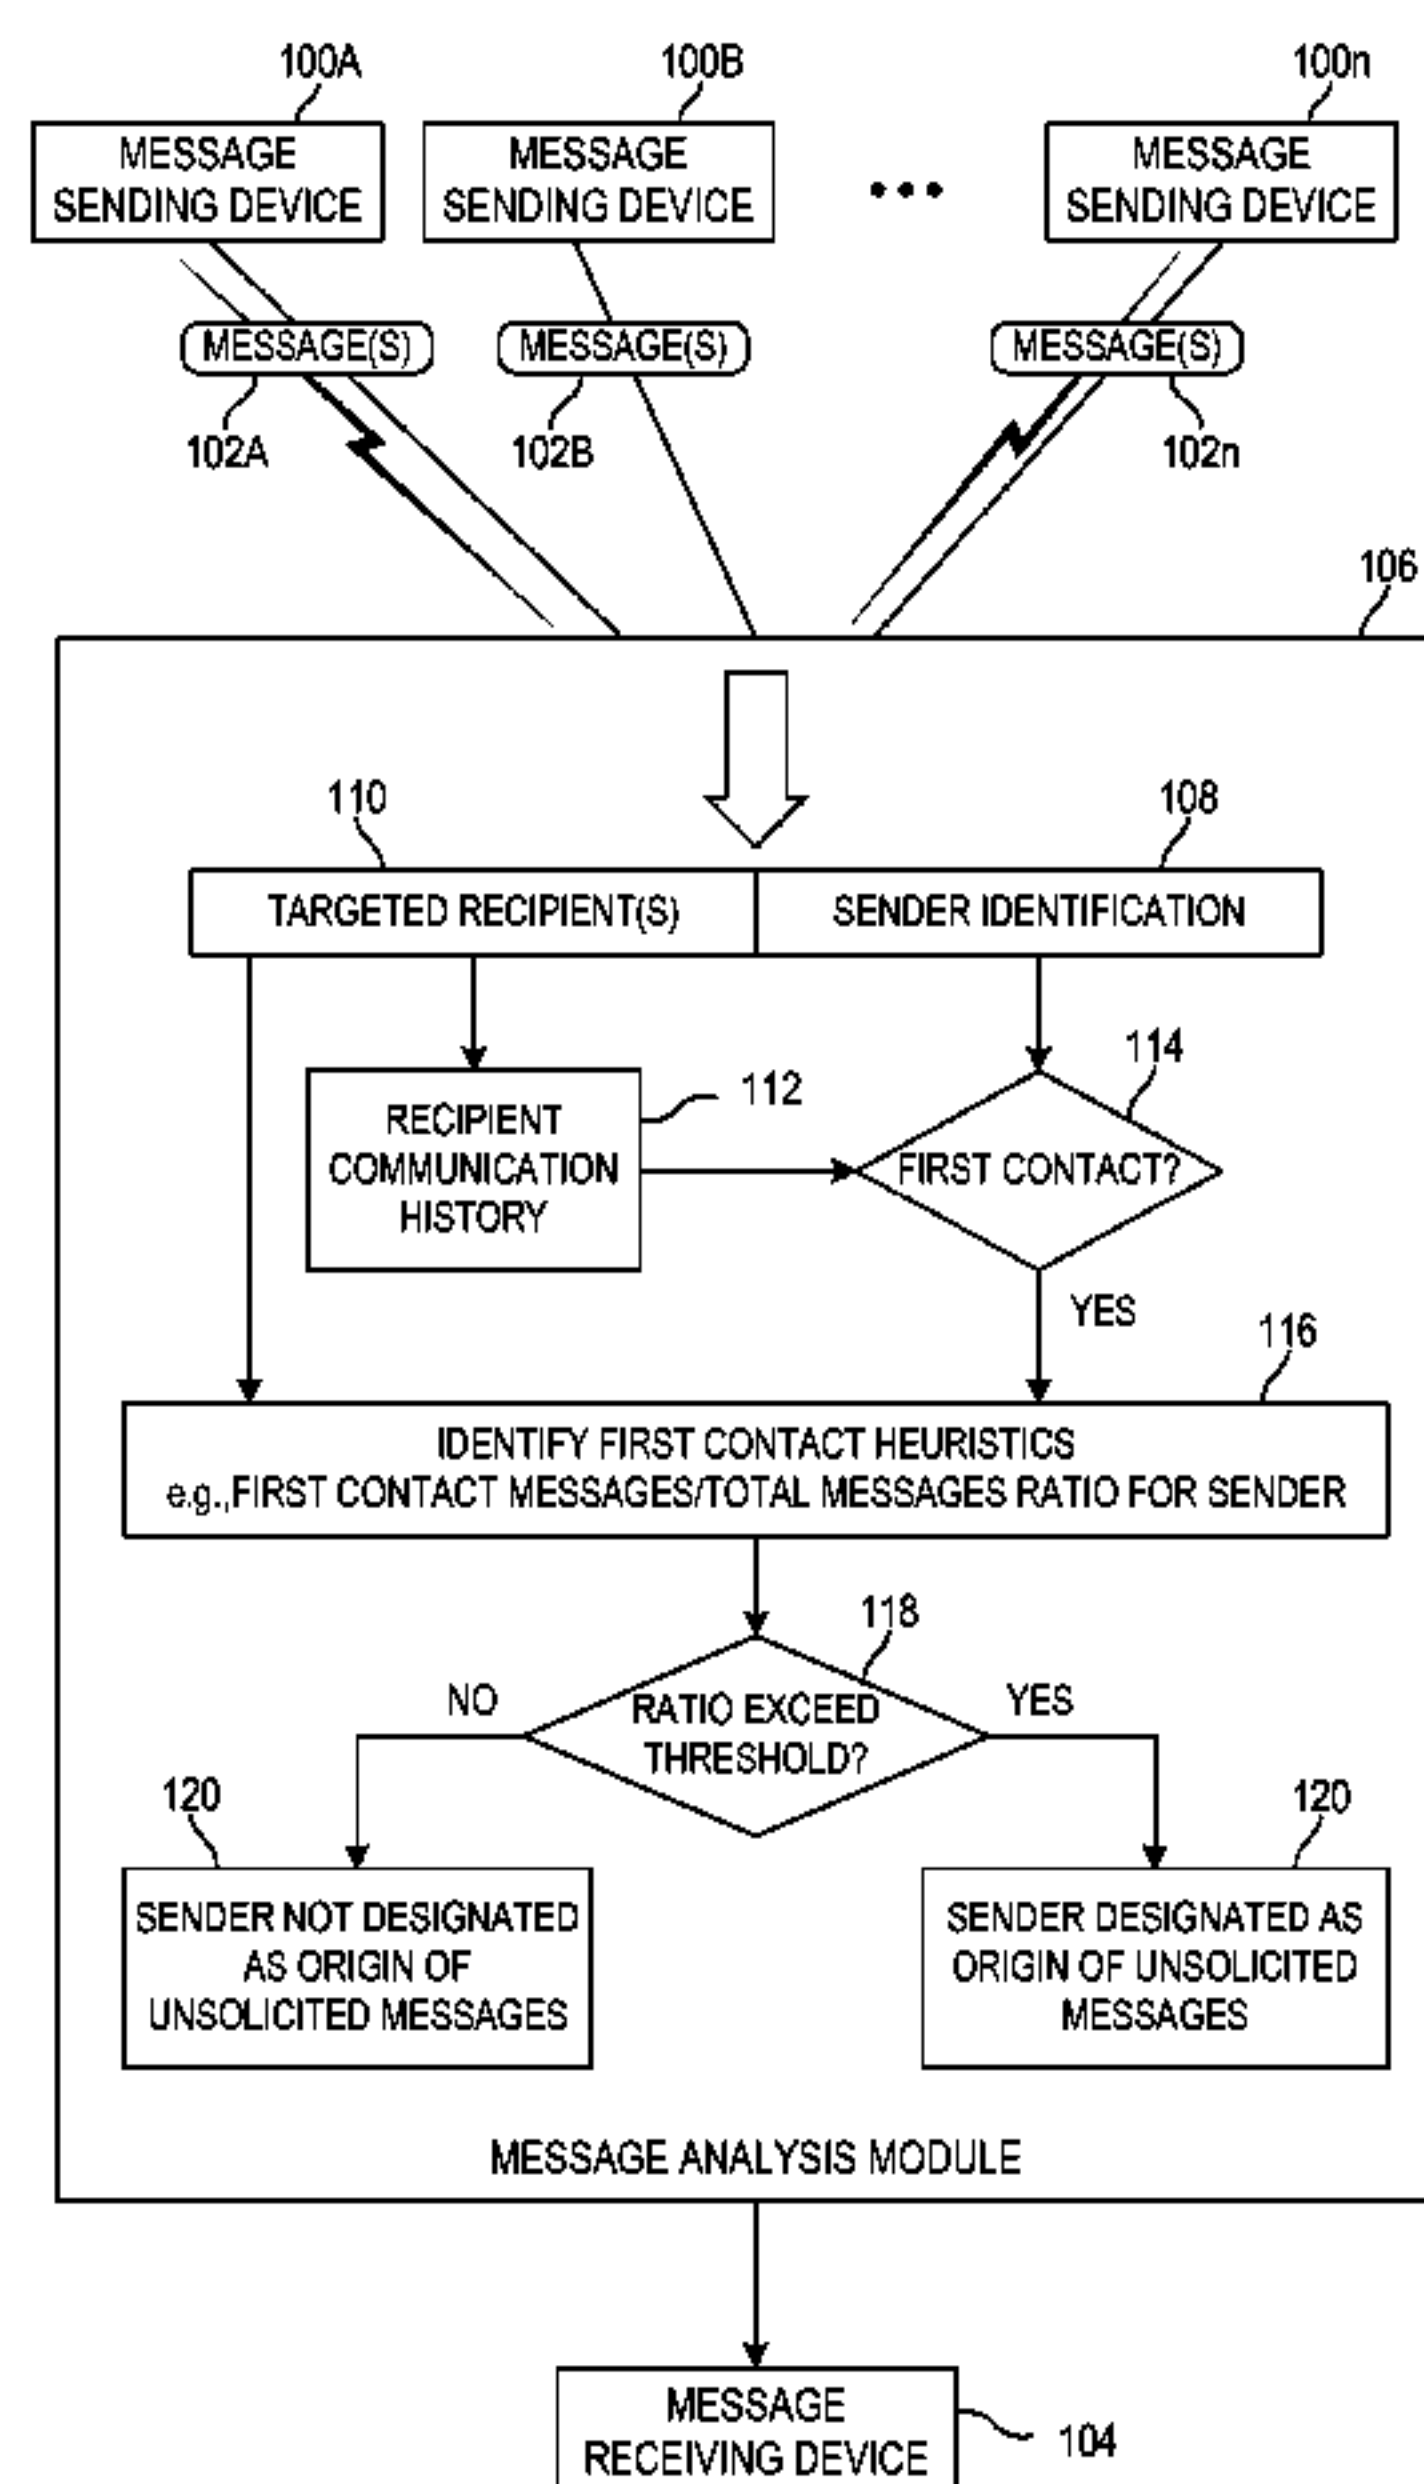 100A
100B
100n
MESSAGE
SENDING DEVICE
MESSAGE
SENDING DEVICE
MESSAGE
SENDING DEVICE
MESSAGE(S)
MESSAGE(S)
MESSAGE(S)
102A
102B
102n
106
110
108
TARGETED RECIPIENT(S)
SENDER IDENTIFICATION
114
112
RECIPIENT
COMMUNICATION
HISTORY
FIRST CONTACT?
YES
116
IDENTIFY FIRST CONTACT HEURISTICS
e.g.,FIRST CONTACT MESSAGES/TOTAL MESSAGES RATIO FOR SENDER
118
NO
RATIO EXCEED
THRESHOLD?
YES
120
120
SENDER NOT DESIGNATED
AS ORIGIN OF
UNSOLICITED MESSAGES
SENDER DESIGNATED AS
ORIGIN OF UNSOLICITED
MESSAGES
MESSAGE ANALYSIS MODULE
MESSAGE
RECEIVING DEVICE
104